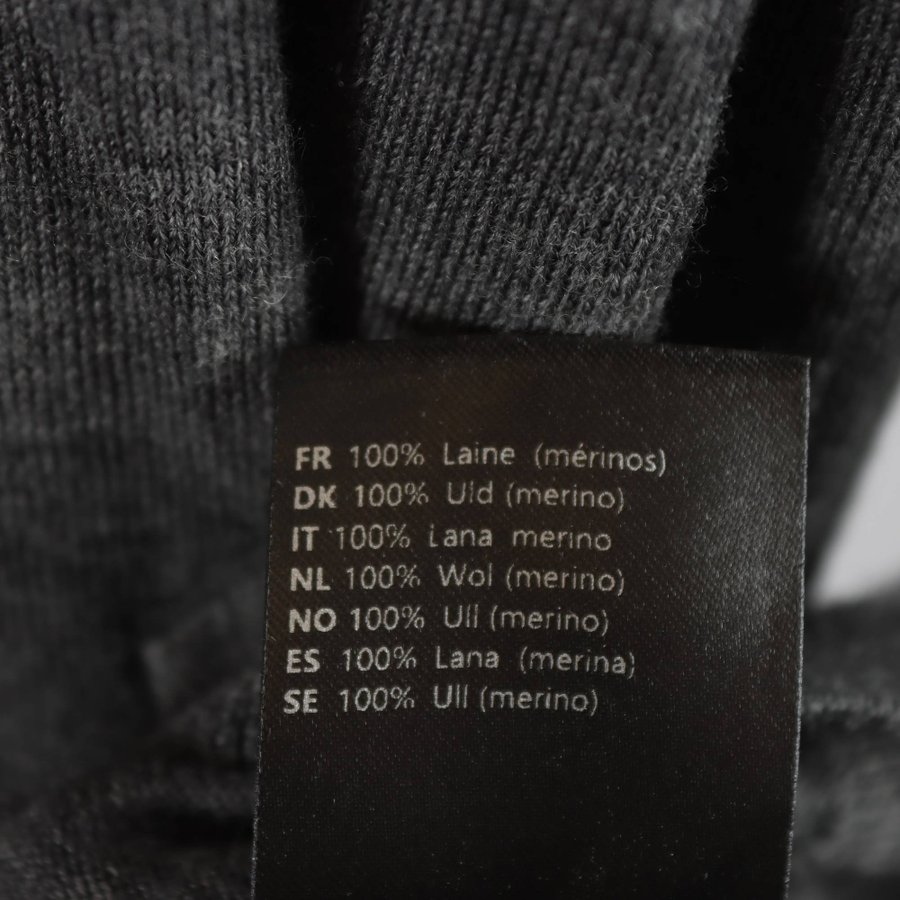 FR 100% Laine (mérinos)
DK 100% Uld (merino)
IT 100% Lana merino
NL 100% Wol (merino)
NO 100% Ull (merino)
ES 100% Lana (merina)
SE 100% Ull (merino)